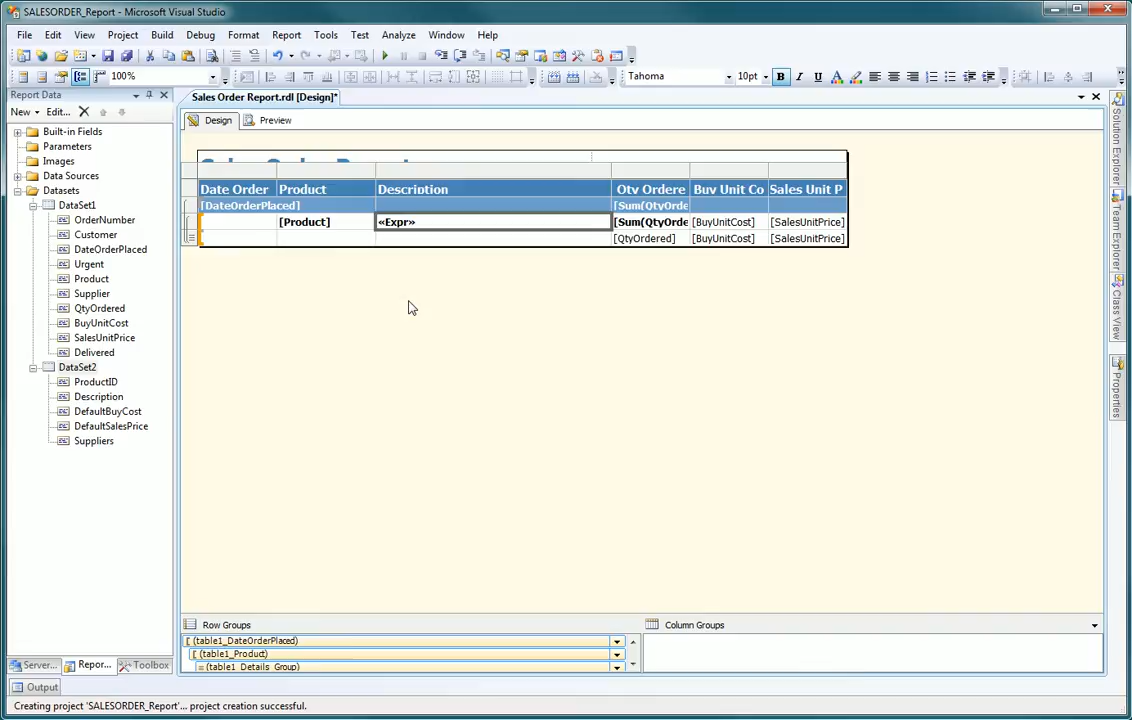 SALESORDER_Report - Microsoft Visual Studio
File Edit View Project Build Debug Format Report Tools Test Analyze Window Help
100% Tahoma 10pt B I U A
Report Data
New Edit...
Built-in Fields
Parameters
Images
Data Sources
Datasets
DataSet1
OrderNumber
Customer
DateOrderPlaced
Urgent
Product
Supplier
QtyOrdered
BuyUnitCost
SalesUnitPrice
Delivered
DataSet2
ProductID
Description
DefaultBuyCost
DefaultSalesPrice
Suppliers
Server... Repor... Toolbox
Output
Sales Order Report.rdl [Design]*
Design Preview
Sales Order Report
Date Order Product Description Qty Ordere Buy Unit Co Sales Unit P
[DateOrderPlaced] [Sum(QtyOrde
[Product] «Expr» [Sum(QtyOrde [BuyUnitCost] [SalesUnitPrice]
[QtyOrdered] [BuyUnitCost] [SalesUnitPrice]
Row Groups
(table1_DateOrderPlaced)
(table1_Product)
(table1_Details_Group)
Column Groups
Solution Explorer
Team Explorer
Class View
Properties
Creating project 'SALESORDER_Report'... project creation successful.